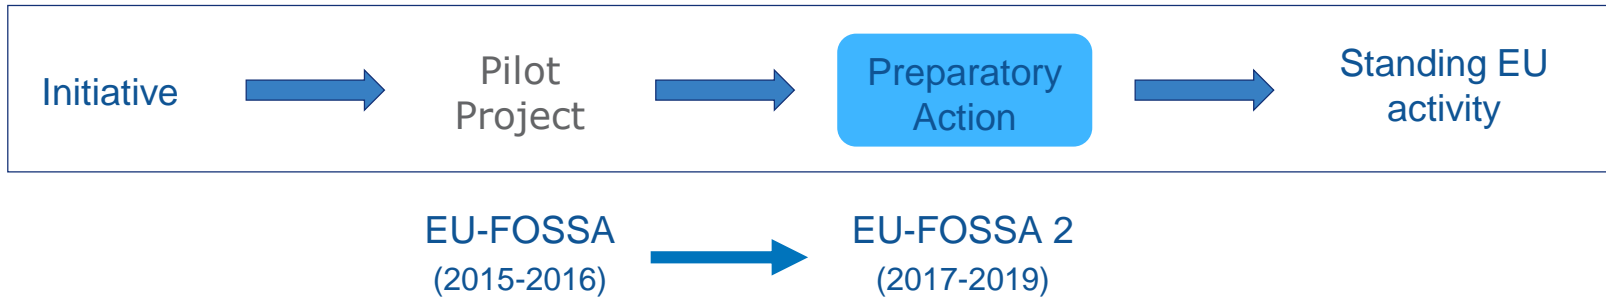 Initiative
Pilot
Project
Preparatory
Action
Standing EU
activity
EU-FOSSA
(2015-2016)
EU-FOSSA 2
(2017-2019)